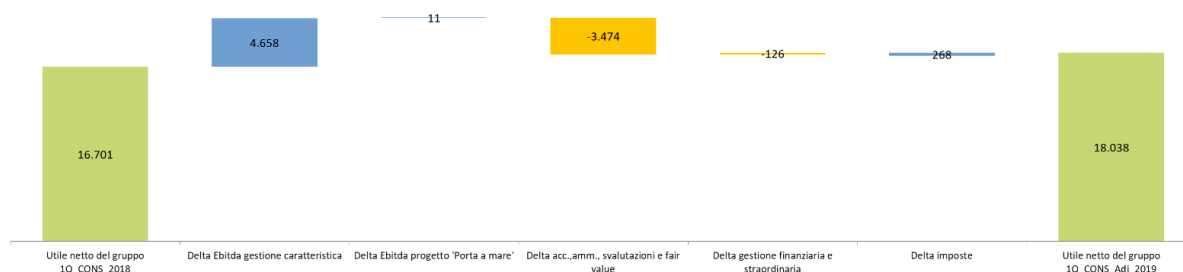 11
4.658
-3.474
-126
268
16.701
18.038
Utile netto del gruppo
1Q_CONS_2018
Delta Ebitda gestione caratteristica
Delta Ebitda progetto 'Porta a mare'
Delta acc.,amm., svalutazioni e fair
value
Delta gestione finanziaria e
straordinaria
Delta imposte
Utile netto del gruppo
1Q_CONS_Adj_2019